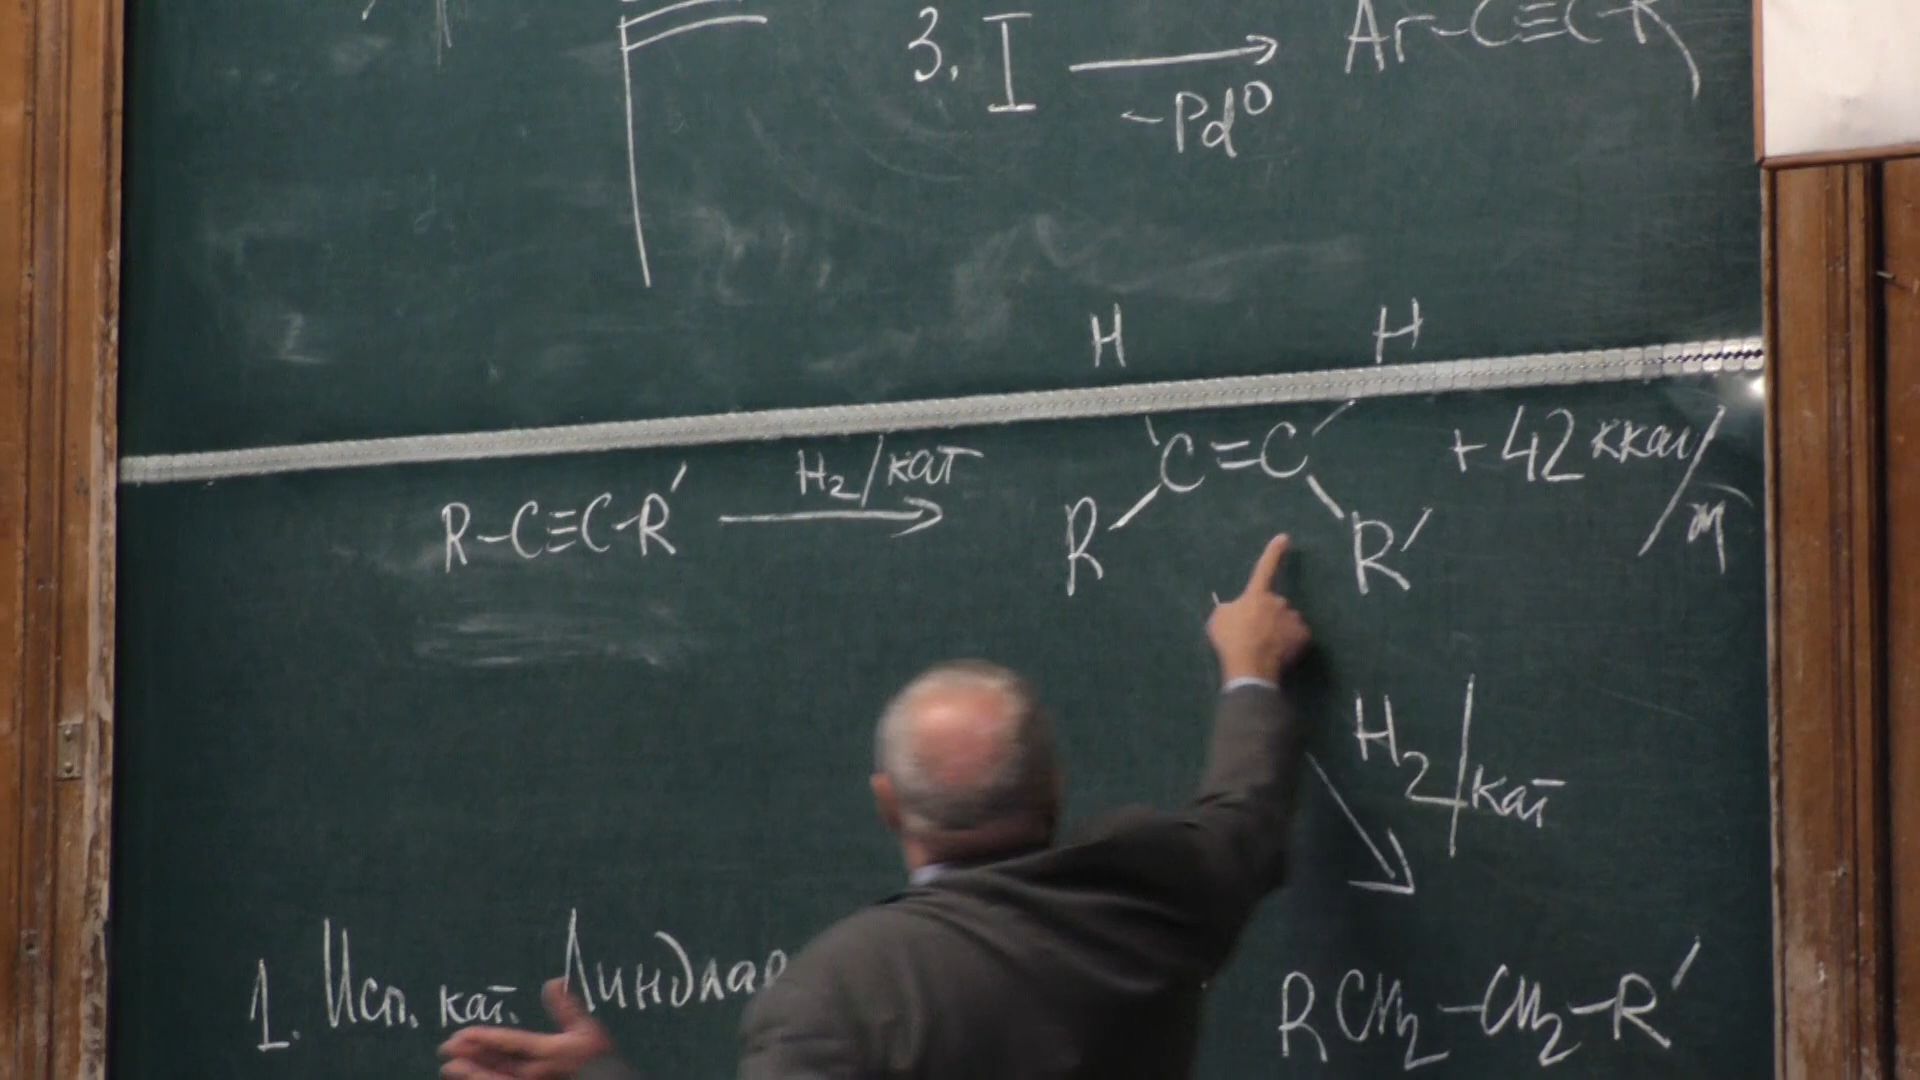 3. I → Ar-C≡C-R
-Pd⁰
H H
R-C≡C-R′ → H₂/кат C=C + 42 ккал/м
R R′
H₂/кат
1. Исп. кат. Линдлар
RCH₂-CH₂-R′